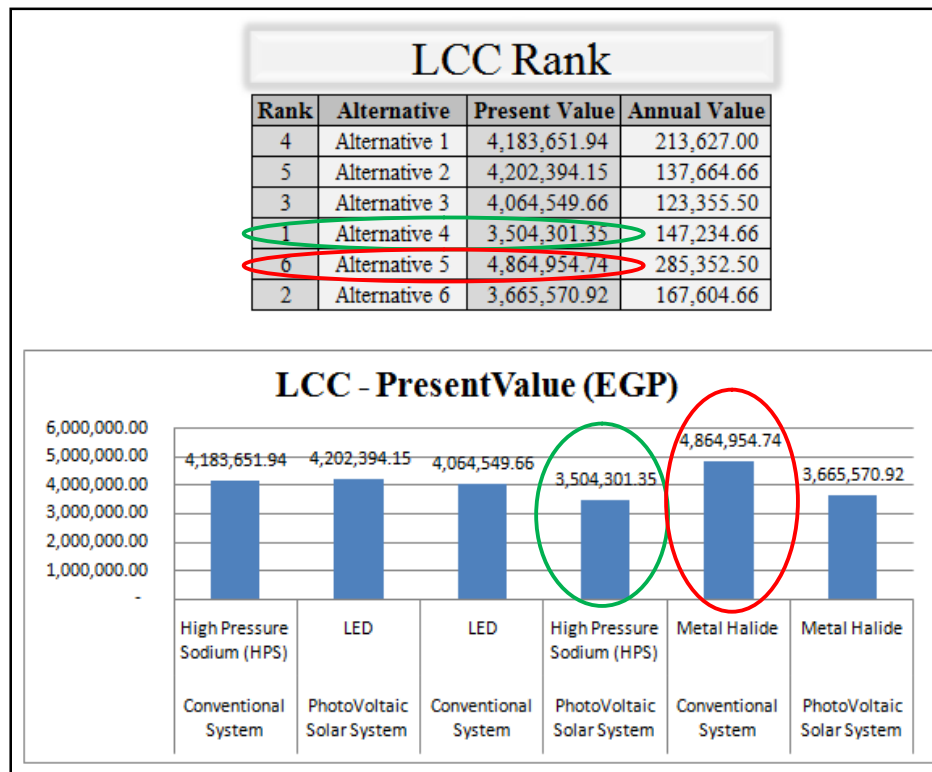 LCC Rank
Rank Alternative Present Value Annual Value
4 Alternative 1 4,183,651.94 213,627.00
5 Alternative 2 4,202,394.15 137,664.66
3 Alternative 3 4,064,549.66 123,355.50
1 Alternative 4 3,504,301.35 147,234.66
6 Alternative 5 4,864,954.74 285,352.50
2 Alternative 6 3,665,570.92 167,604.66
LCC - PresentValue (EGP)
6,000,000.00
5,000,000.00
4,000,000.00
3,000,000.00
2,000,000.00
1,000,000.00
-
4,183,651.94 4,202,394.15 4,064,549.66 3,504,301.35 4,864,954.74 3,665,570.92
High Pressure LED LED High Pressure Metal Halide Metal Halide
Sodium (HPS) Sodium (HPS)
Conventional PhotoVoltaic Conventional PhotoVoltaic Conventional PhotoVoltaic
System Solar System System Solar System System Solar System